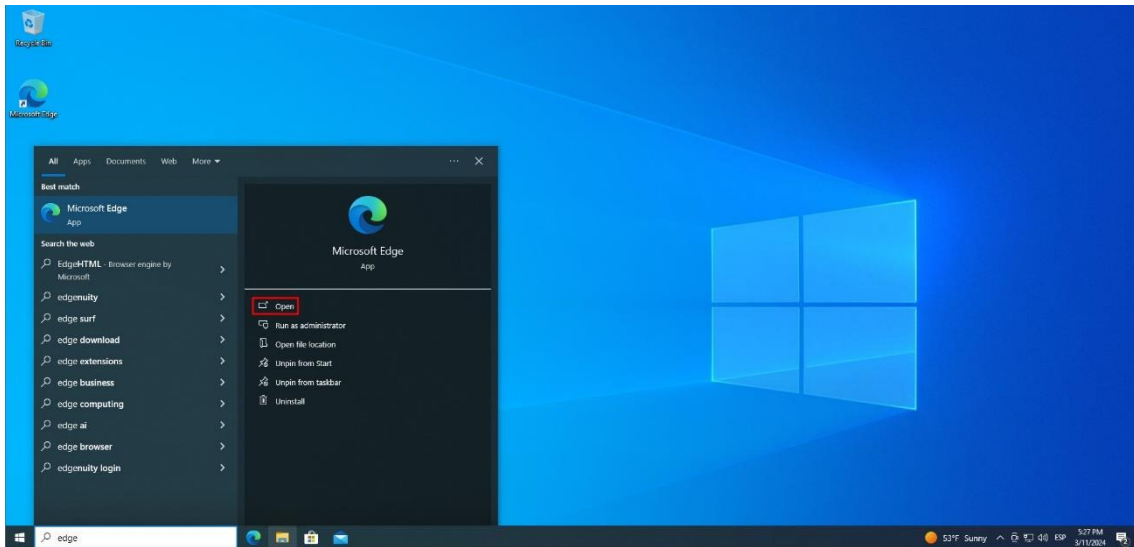 Recycle Bin
Microsoft Edge
All Apps Documents Web More
Best match
Microsoft Edge
App
Search the web
EdgeHTML - Browser engine by
Microsoft
edgenuity
edge surf
edge download
edge extensions
edge business
edge computing
edge ai
edge browser
edgenuity login
Microsoft Edge
App
Open
Run as administrator
Open file location
Unpin from Start
Unpin from taskbar
Uninstall
edge
53°F Sunny
ESP
5:27 PM
3/11/2024